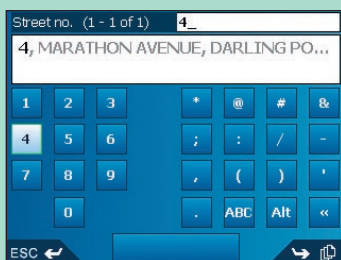 Street no. (1 - 1 of 1) 4_
4, MARATHON AVENUE, DARLING PO...
1 2 3 * @ # &
4 5 6 ; : / -
7 8 9 , ( ) '
0 . ABC Alt «
ESC